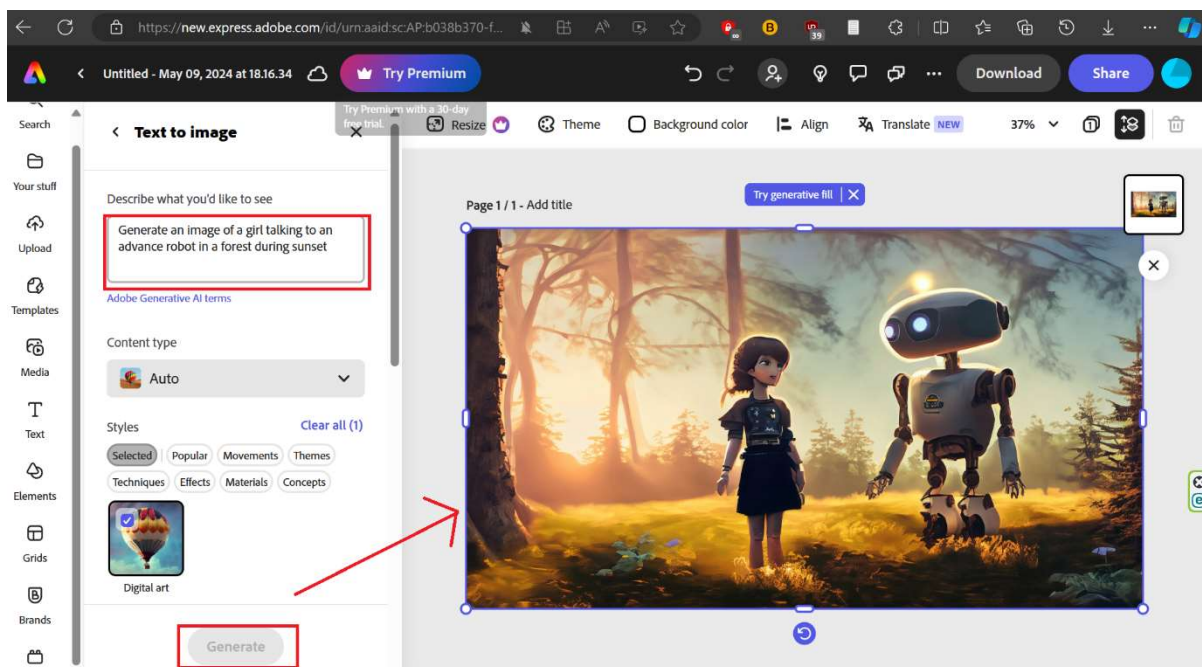 https://new.express.adobe.com/id/urn:aaid:sc:AP:b038b370-f...
39
Untitled - May 09, 2024 at 18.16.34
Try Premium
Download
Share
Try Premium with a 30-day
free trial.
Search
Your stuff
Upload
Templates
Media
Text
Elements
Grids
Brands
Text to image
Describe what you'd like to see
Generate an image of a girl talking to an
advance robot in a forest during sunset
Adobe Generative AI terms
Content type
Auto
Styles
Clear all (1)
Selected Popular Movements Themes
Techniques Effects Materials Concepts
Digital art
Generate
Resize Theme Background color Align Translate NEW 37% 1
Page 1 / 1 - Add title
Try generative fill